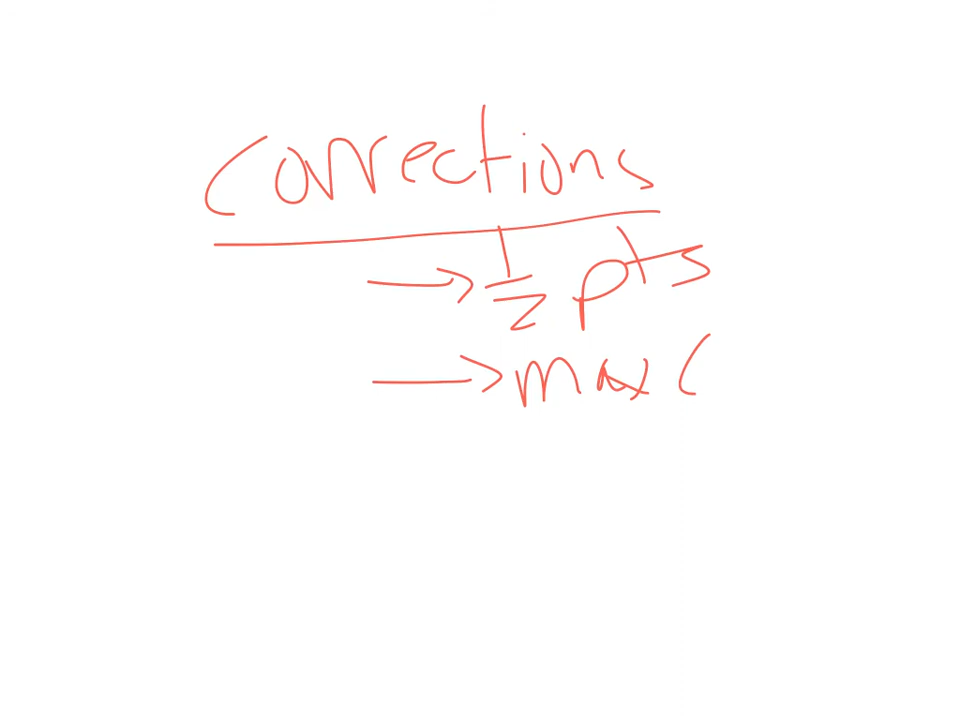 Corrections
→ 1/2 pts
→ max C